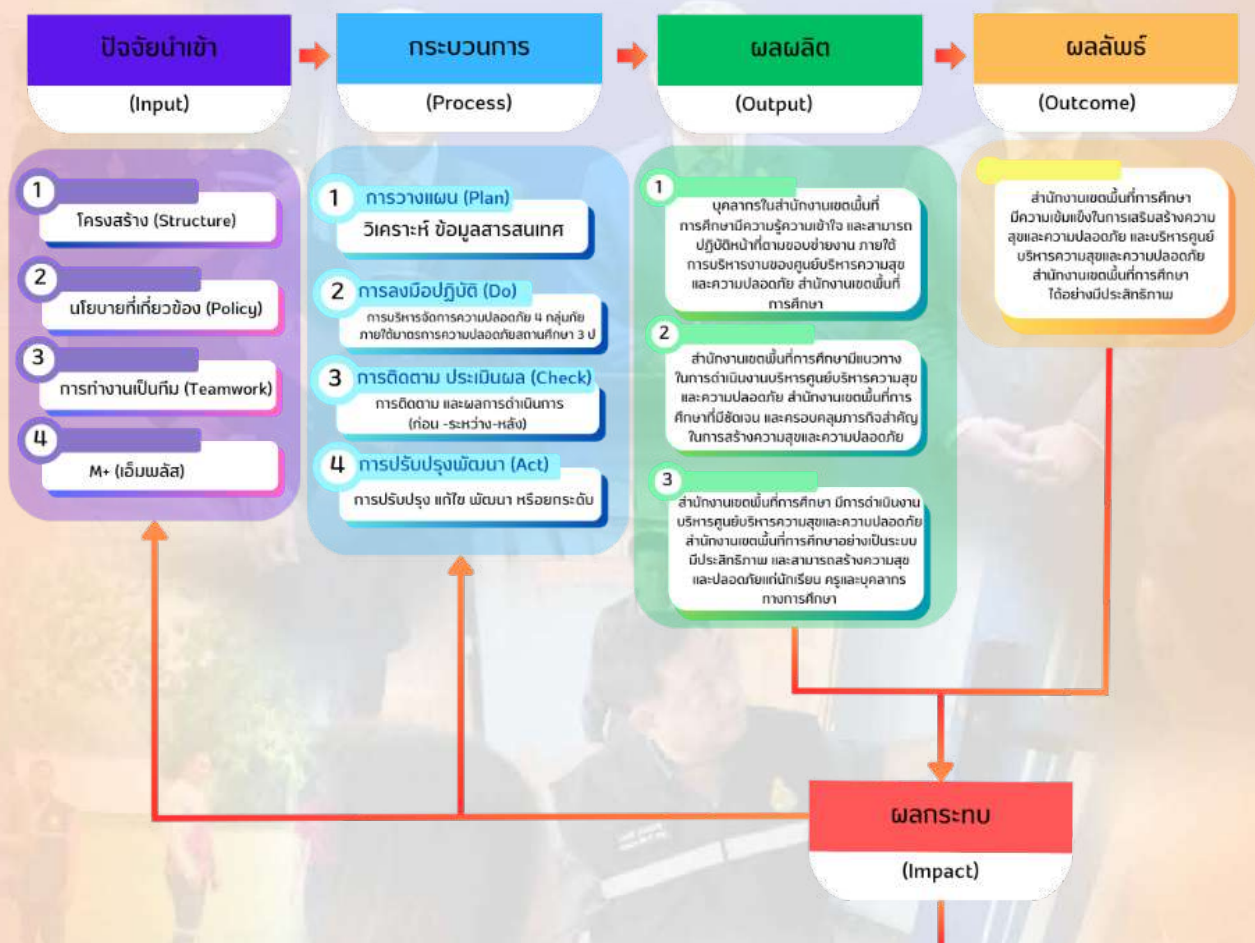 ปัจจัยนำเข้า
(Input)
1
โครงสร้าง (Structure)
2
นโยบายที่เกี่ยวข้อง (Policy)
3
การทำงานเป็นทีม (Teamwork)
4
M+ (เอ็มพลัส)
กระบวนการ
(Process)
1 การวางแผน (Plan)
วิเคราะห์ ข้อมูลสารสนเทศ
2 การลงมือปฏิบัติ (Do)
การบริหารจัดการความปลอดภัย 4 กลุ่มภัย
ภายใต้มาตรการความปลอดภัยสถานศึกษา 3 ป
3 การติดตาม ประเมินผล (Check)
การติดตาม และผลการดำเนินการ
(ก่อน -ระหว่าง-หลัง)
4 การปรับปรุงพัฒนา (Act)
การปรับปรุง แก้ไข พัฒนา หรือยกระดับ
ผลผลิต
(Output)
1
บุคลากรในสำนักงานเขตพื้นที่
การศึกษามีความรู้ความเข้าใจ และสามารถ
ปฏิบัติหน้าที่ตามขอบข่ายงาน ภายใต้
การบริหารงานของศูนย์บริหารความสุข
และความปลอดภัย สำนักงานเขตพื้นที่
การศึกษา
2
สำนักงานเขตพื้นที่การศึกษามีแนวทาง
ในการดำเนินงานบริหารศูนย์บริหารความสุข
และความปลอดภัย สำนักงานเขตพื้นที่การ
ศึกษาที่มีชัดเจน และครอบคลุมภารกิจสำคัญ
ในการสร้างความสุขและความปลอดภัย
3
สำนักงานเขตพื้นที่การศึกษา มีการดำเนินงาน
บริหารศูนย์บริหารความสุขและความปลอดภัย
สำนักงานเขตพื้นที่การศึกษาอย่างเป็นระบบ
มีประสิทธิภาพ และสามารถสร้างความสุข
และปลอดภัยแก่นักเรียน ครูและบุคลากร
ทางการศึกษา
ผลลัพธ์
(Outcome)
สำนักงานเขตพื้นที่การศึกษา
มีความเข้มแข็งในการเสริมสร้างความ
สุขและความปลอดภัย และบริหารศูนย์
บริหารความสุขและความปลอดภัย
สำนักงานเขตพื้นที่การศึกษา
ได้อย่างมีประสิทธิภาพ
ผลกระทบ
(Impact)